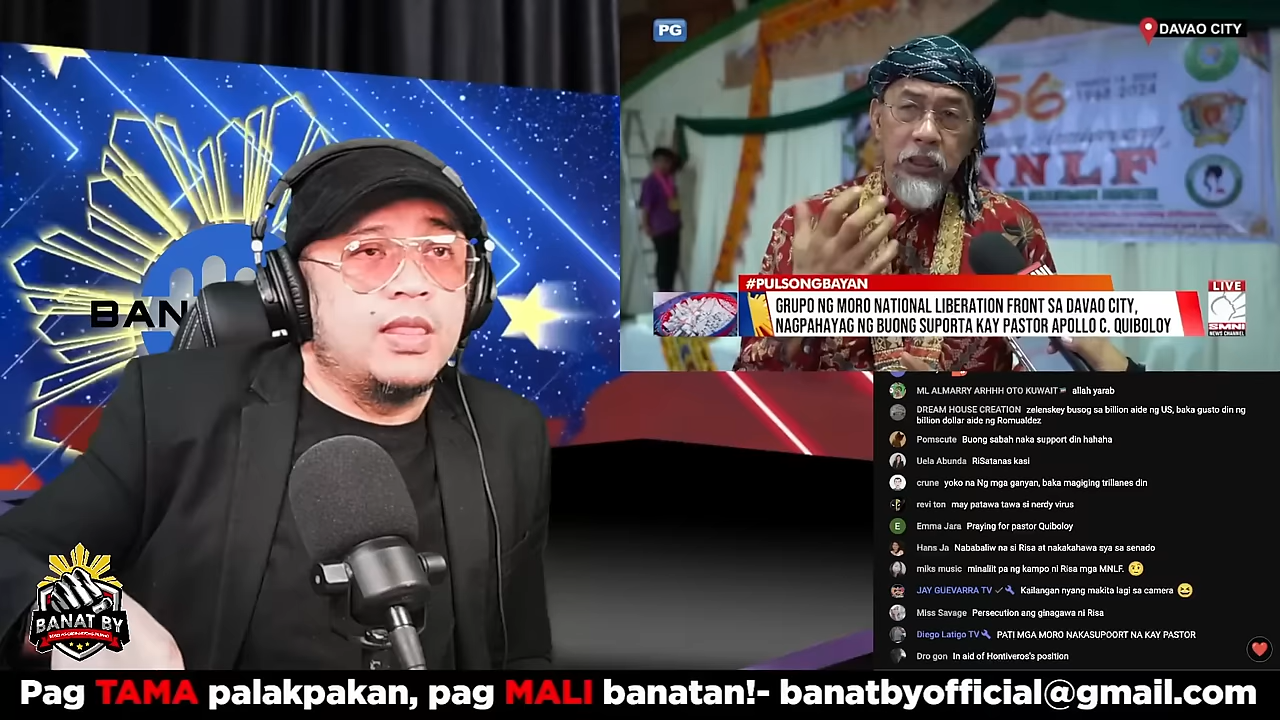 PG
DAVAO CITY
56
1968-2024
MNLF
#PULSONGBAYAN
GRUPO NG MORO NATIONAL LIBERATION FRONT SA DAVAO CITY,
NAGPAHAYAG NG BUONG SUPORTA KAY PASTOR APOLLO C. QUIBOLOY
LIVE
SMNI
NEWS CHANNEL
BAN
ML ALMARRY ARHHH OTO KUWAIT allah yarab
DREAM HOUSE CREATION zelenskey busog sa billion aide ng US, baka gusto din ng
billion dollar aide ng Romualdez
Pomscute Buong sabah naka support din hahaha
Uela Abunda RiSatanas kasi
crune yoko na Ng mga ganyan, baka magiging trillanes din
revi ton may patawa tawa si nerdy virus
E
Emma Jara Praying for pastor Quiboloy
Hans Ja Nababaliw na si Risa at nakakahawa sya sa senado
miks music minaliit pa ng kampo ni Risa mga MNLF. 🤨
JAY GUEVARRA TV ✓🔧 Kailangan nyang makita lagi sa camera 😆
Miss Savage Persecution ang ginagawa ni Risa
Diego Latigo TV🔧 PATI MGA MORO NAKASUPOORT NA KAY PASTOR
Dro gon In aid of Hontiveros's position
BANAT BY
Pag TAMA palakpakan, pag MALI banatan!- banatbyofficial@gmail.com